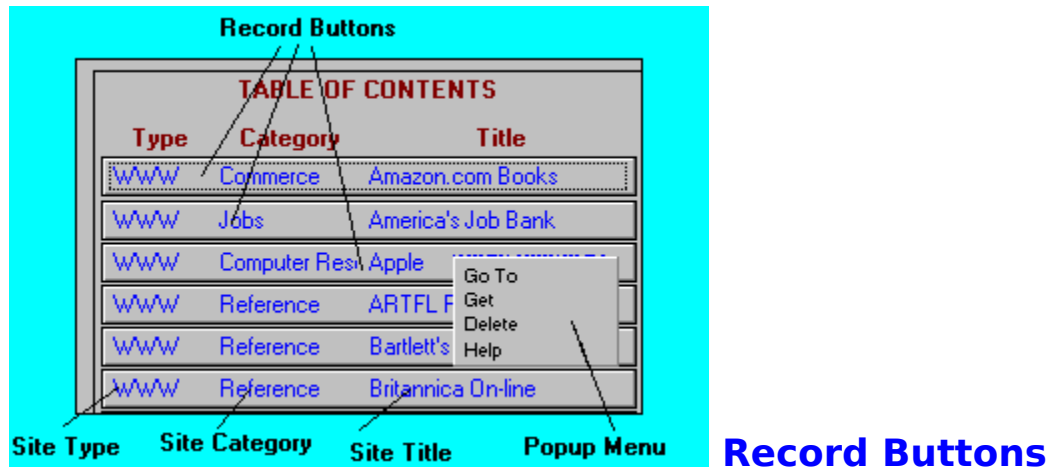 Record Buttons
TABLE OF CONTENTS
Type Category Title
WWW Commerce Amazon.com Books
WWW Jobs America's Job Bank
WWW Computer Res Apple
WWW Reference ARTFL
WWW Reference Bartlett's
WWW Reference Britannica On-line
Go To
Get
Delete
Help
Site Type Site Category Site Title Popup Menu
Record Buttons